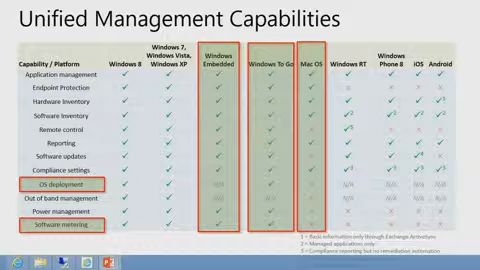 Unified Management Capabilities
Capability / Platform Windows 8 Windows 7, Windows Vista, Windows XP Windows Embedded Windows To Go Mac OS Windows RT Windows Phone 8 iOS Android
Application management
Endpoint Protection
Hardware Inventory
Software Inventory
Remote control
Reporting
Software updates
Compliance settings
OS deployment N/A N/A N/A N/A N/A
Out of band management N/A N/A N/A N/A N/A N/A
Power management
Software metering
1 = Basic information only through Exchange ActiveSync
2 = Managed applications only
3 = Compliance reporting but no remediation automation